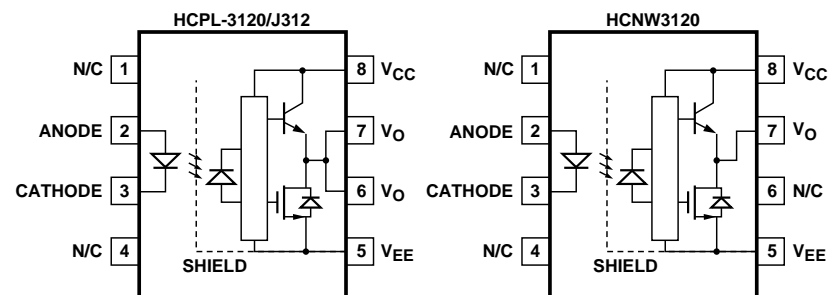 HCPL-3120/J312
N/C 1
ANODE 2
CATHODE 3
N/C 4
8 VCC
7 VO
6 VO
5 VEE
SHIELD
HCNW3120
N/C 1
ANODE 2
CATHODE 3
N/C 4
8 VCC
7 VO
6 N/C
5 VEE
SHIELD